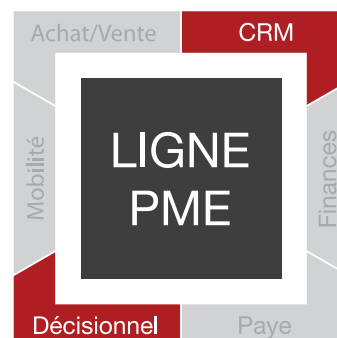 Achat/Vente
CRM
Mobilité
LIGNE
PME
Finances
Décisionnel
Paye